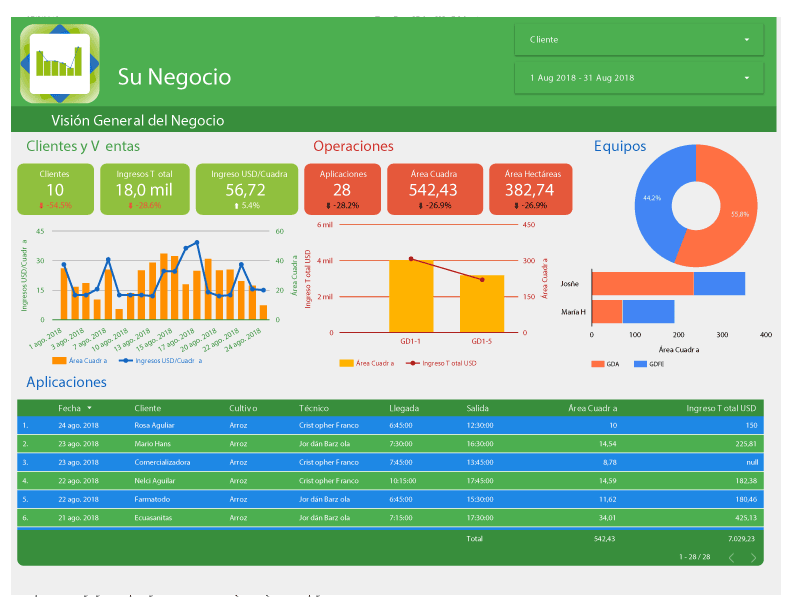 Cliente
Su Negocio
1 Aug 2018 - 31 Aug 2018
Visión General del Negocio
Clientes y V entas
Operaciones
Equipos
Clientes
10
-54.5%
Ingresos T otal
18,0 mil
-28.6%
Ingreso USD/Cuadra
56,72
5.4%
Aplicaciones
28
-28.2%
Área Cuadra
542,43
-26.9%
Área Hectáreas
382,74
-26.9%
44,2%
55,8%
Ingresos USD/Cuadr a
45
30
15
0
60
40
20
0
Área Cuadr a
1 ago. 2018
3 ago. 2018
7 ago. 2018
10 ago. 2018
13 ago. 2018
15 ago. 2018
17 ago. 2018
20 ago. 2018
22 ago. 2018
24 ago. 2018
Área Cuadr a
Ingresos USD/Cuadr a
Ingreso T otal USD
6 mil
4 mil
2 mil
0
450
300
150
0
Área Cuadr a
GD1-1
GD1-5
Área Cuadr a
Ingreso T otal USD
Josñe
María H
0
100
200
300
400
Área Cuadr a
GDA
GDFE
Aplicaciones
Fecha Cliente Cultiv o Técnico Llegada Salida Área Cuadr a Ingreso T otal USD
1. 24 ago. 2018 Rosa Aguliar Arroz Crist opher Franco 6:45:00 12:30:00 10 150
2. 23 ago. 2018 Mario Hans Arroz Jor dán Barz ola 7:30:00 16:30:00 14,54 225,81
3. 23 ago. 2018 Comercializadora Arroz Crist opher Franco 7:45:00 13:45:00 8,78 null
4. 22 ago. 2018 Nelci Aguilar Arroz Crist opher Franco 10:15:00 17:45:00 14,59 182,38
5. 22 ago. 2018 Farmatodo Arroz Jor dán Barz ola 6:45:00 15:30:00 11,62 180,46
6. 21 ago. 2018 Ecuasanitas Arroz Jor dán Barz ola 7:15:00 17:30:00 34,01 425,13
Total 542,43 7.029,23
1 - 28 / 28